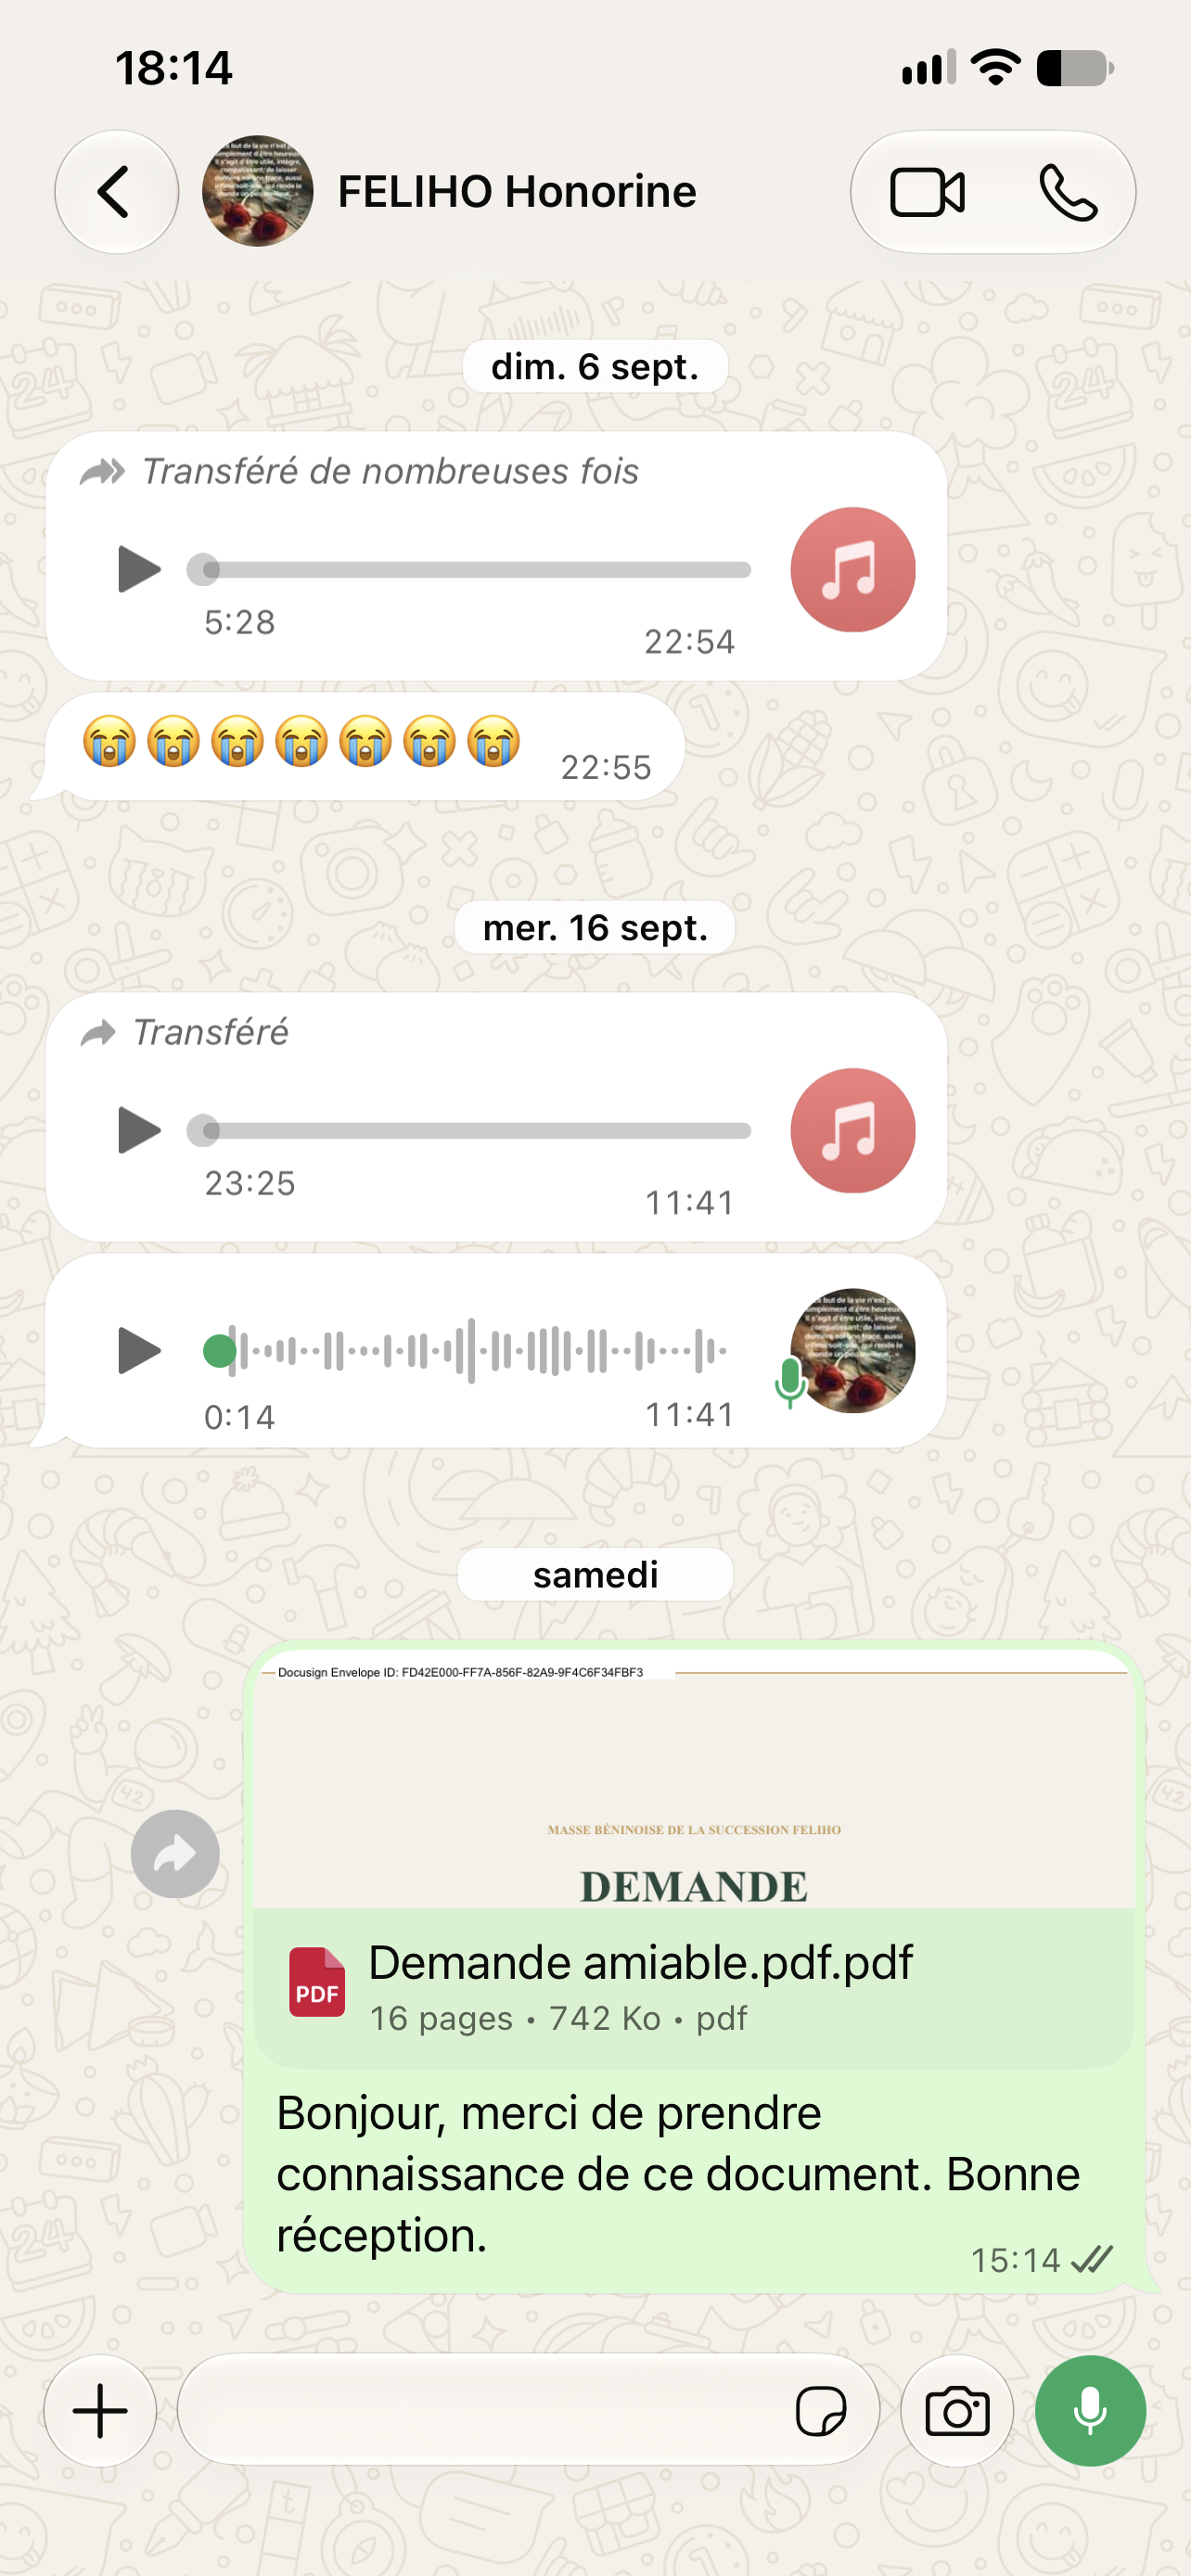 18:14
FELIHO Honorine
dim. 6 sept.
Transféré de nombreuses fois
5:28
22:54
😭😭😭😭😭😭😭 22:55
mer. 16 sept.
Transféré
23:25
11:41
0:14
11:41
samedi
Docusign Envelope ID: FD42E000-FF7A-856F-82A9-9F4C6F34FBF3
MASSE BÉNINOISE DE LA SUCCESSION FELIHO
DEMANDE
PDF
Demande amiable.pdf.pdf
16 pages • 742 Ko • pdf
Bonjour, merci de prendre
connaissance de ce document. Bonne
réception.
15:14